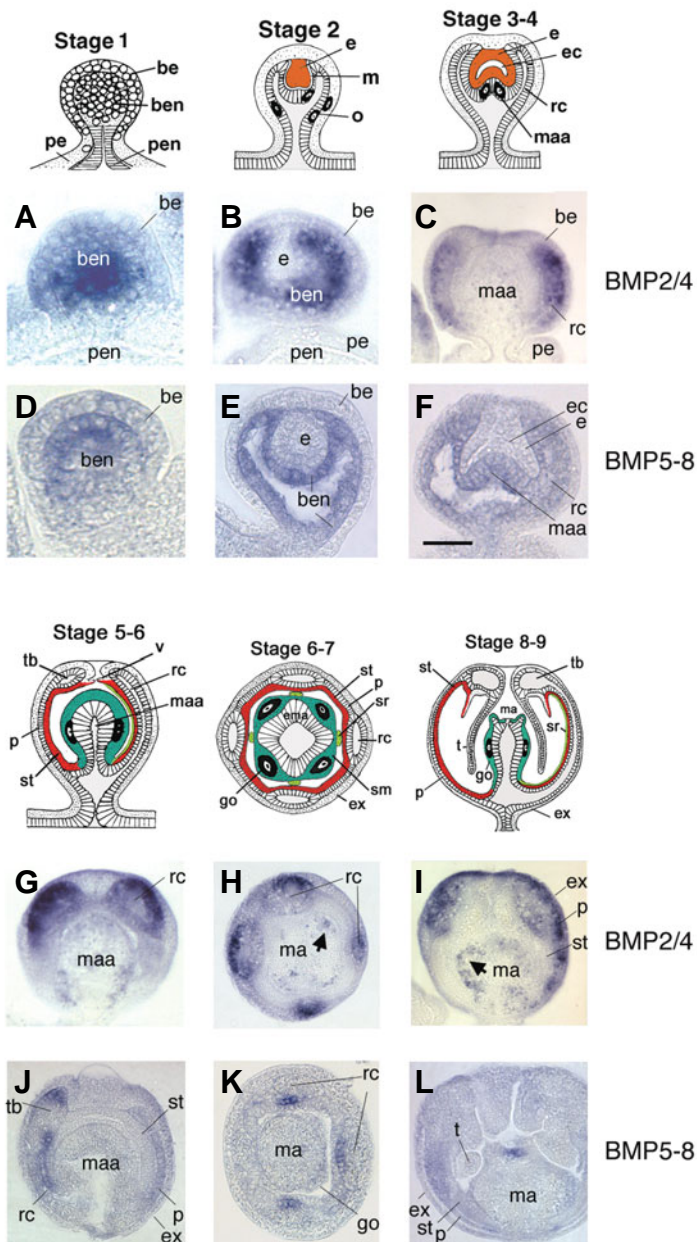 Stage 1
Stage 2
Stage 3-4
be
ben
pe
pen
e
m
o
e
ec
rc
maa
A
be
ben
pen
B
be
e
ben
pen
pe
C
be
maa
rc
pe
BMP2/4
D
be
ben
E
be
e
ben
F
ec
e
rc
maa
BMP5-8
Stage 5-6
Stage 6-7
Stage 8-9
tb
v
rc
maa
p
st
st
p
sr
rc
ema
go
sm
ex
st
tb
ma
sr
t
go
p
ex
G
rc
maa
H
rc
ma
I
ex
p
st
ma
BMP2/4
J
tb
st
maa
rc
p
ex
K
rc
ma
go
L
t
ma
ex
st
p
BMP5-8